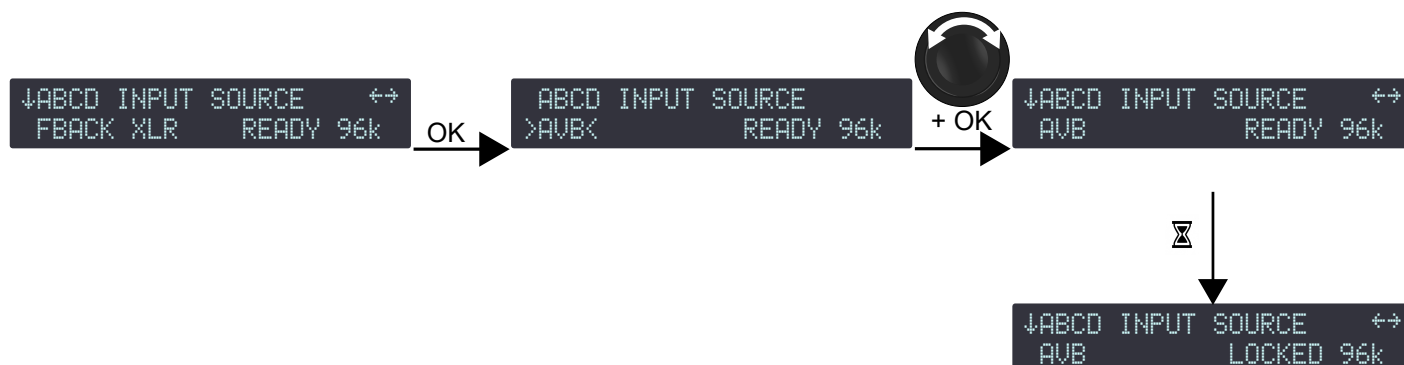 ↓ABCD INPUT SOURCE ←→
FBACK XLR READY 96k
OK
ABCD INPUT SOURCE
>AVB< READY 96k
+ OK
↓ABCD INPUT SOURCE ←→
AVB READY 96k
↓ABCD INPUT SOURCE ←→
AVB LOCKED 96k